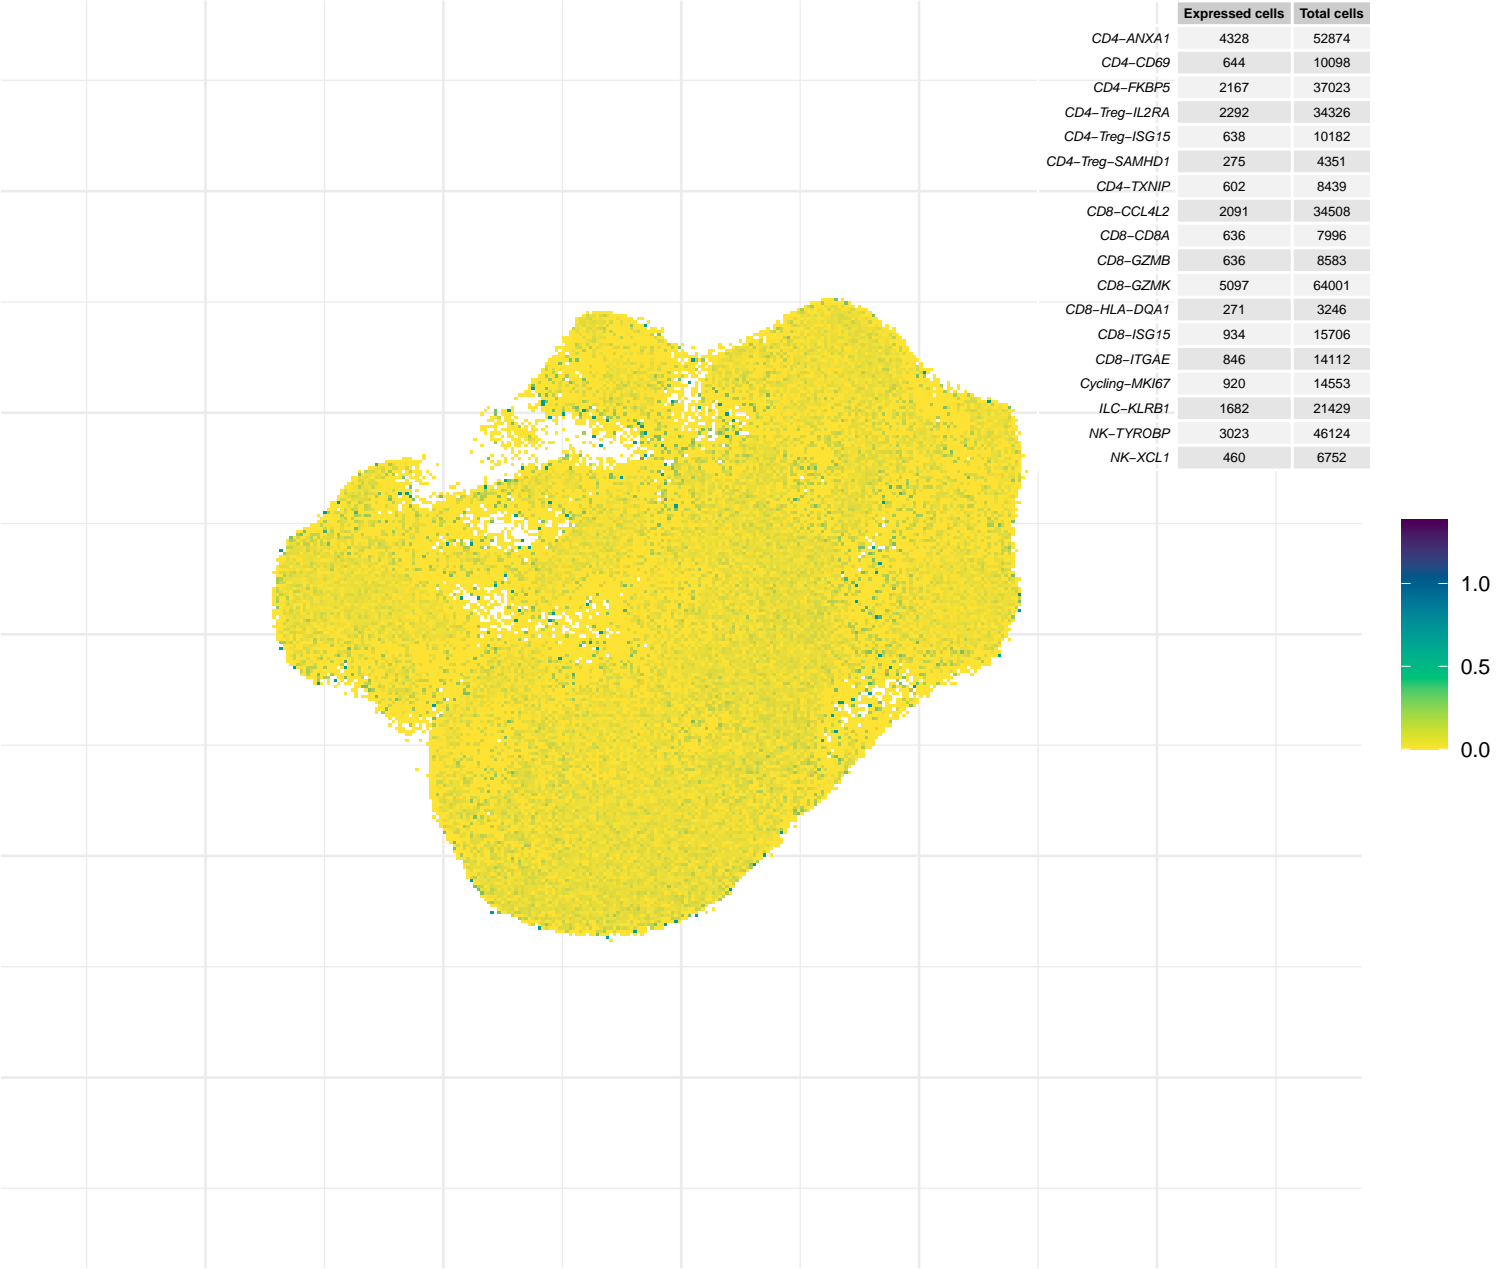 Expressed cells Total cells
CD4−ANXA1 4328 52874
CD4−CD69 644 10098
CD4−FKBP5 2167 37023
CD4−Treg−IL2RA 2292 34326
CD4−Treg−ISG15 638 10182
CD4−Treg−SAMHD1 275 4351
CD4−TXNIP 602 8439
CD8−CCL4L2 2091 34508
CD8−CD8A 636 7996
CD8−GZMB 636 8583
CD8−GZMK 5097 64001
CD8−HLA−DQA1 271 3246
CD8−ISG15 934 15706
CD8−ITGAE 846 14112
Cycling−MKI67 920 14553
ILC−KLRB1 1682 21429
NK−TYROBP 3023 46124
NK−XCL1 460 6752
1.0
0.5
0.0